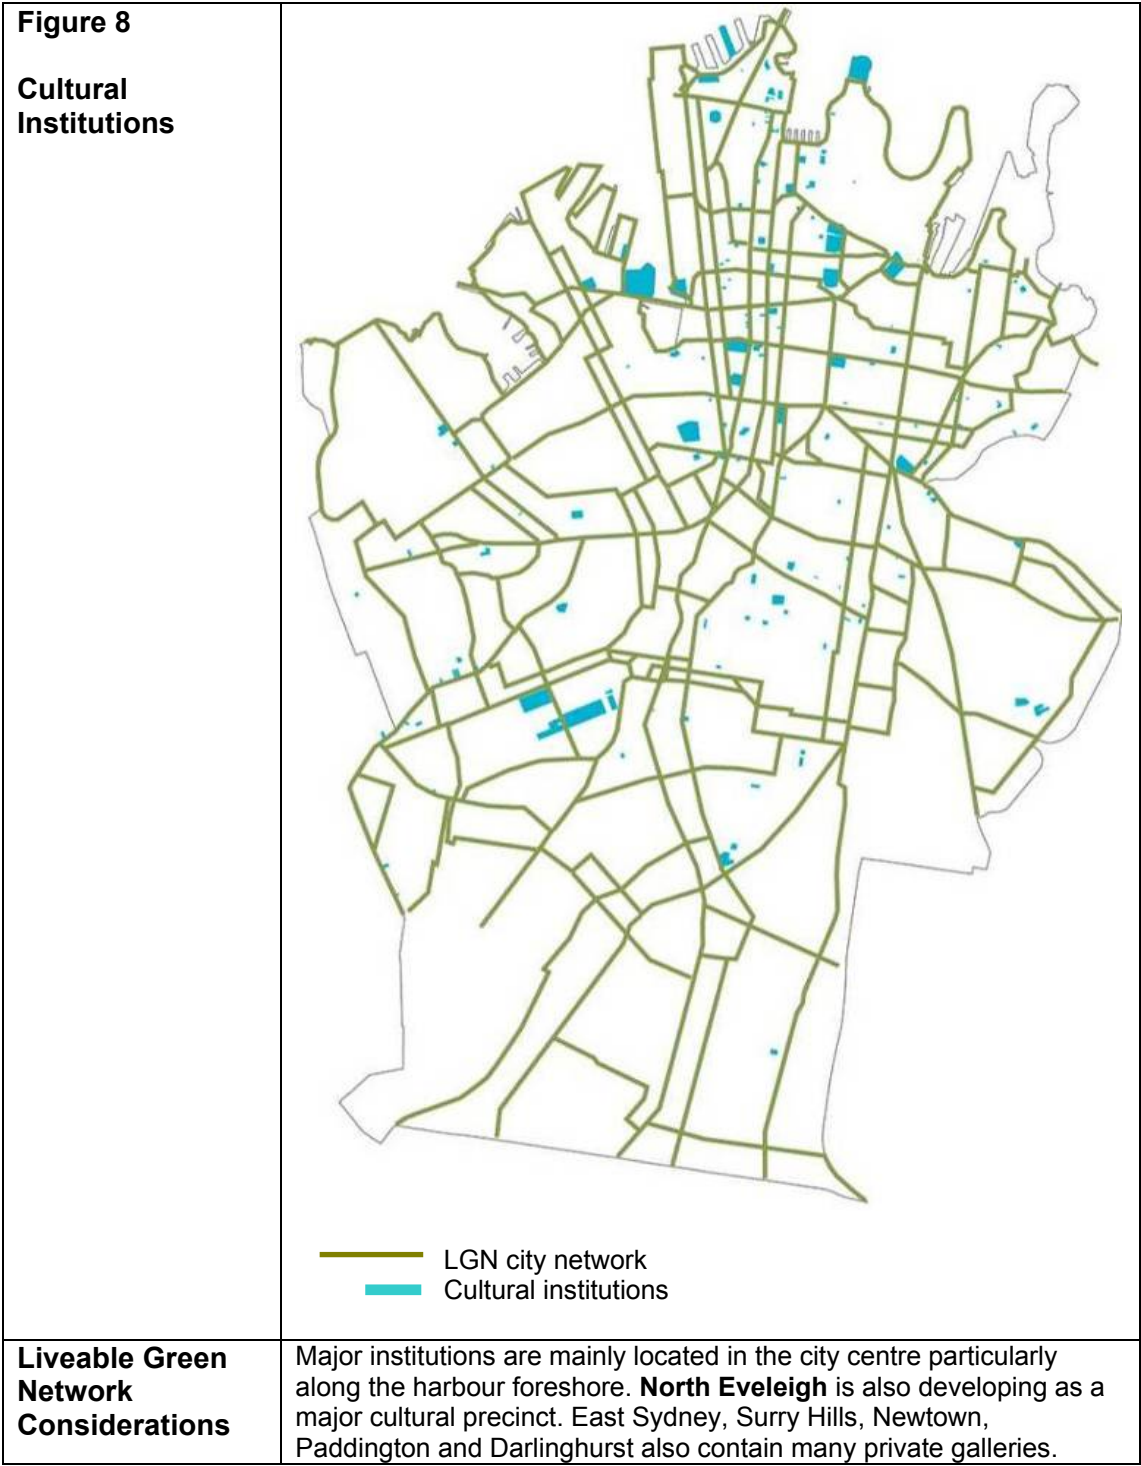 Figure 8
Cultural
Institutions
LGN city network
Cultural institutions
Liveable Green
Network
Considerations
Major institutions are mainly located in the city centre particularly
along the harbour foreshore. North Eveleigh is also developing as a
major cultural precinct. East Sydney, Surry Hills, Newtown,
Paddington and Darlinghurst also contain many private galleries.